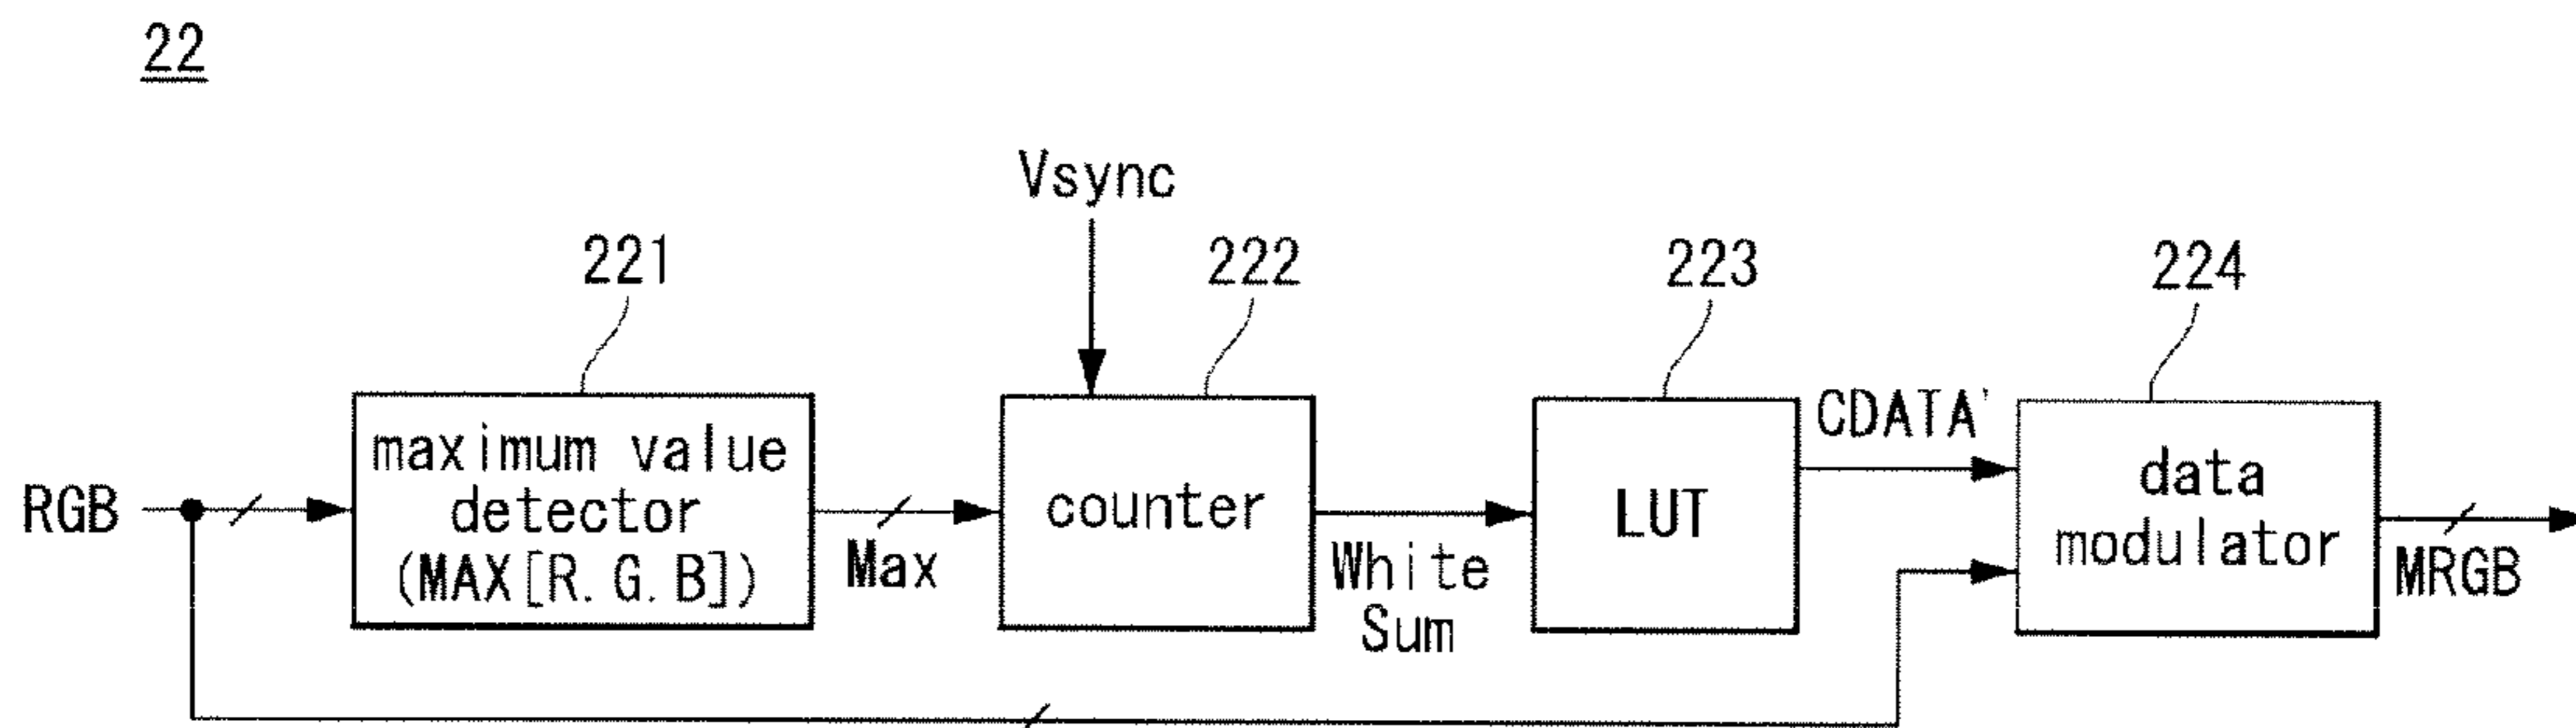 22
Vsync
221
222
223
224
RGB
maximum value
detector
(MAX[R.G.B])
Max
counter
White
Sum
LUT
CDATA'
data
modulator
MRGB